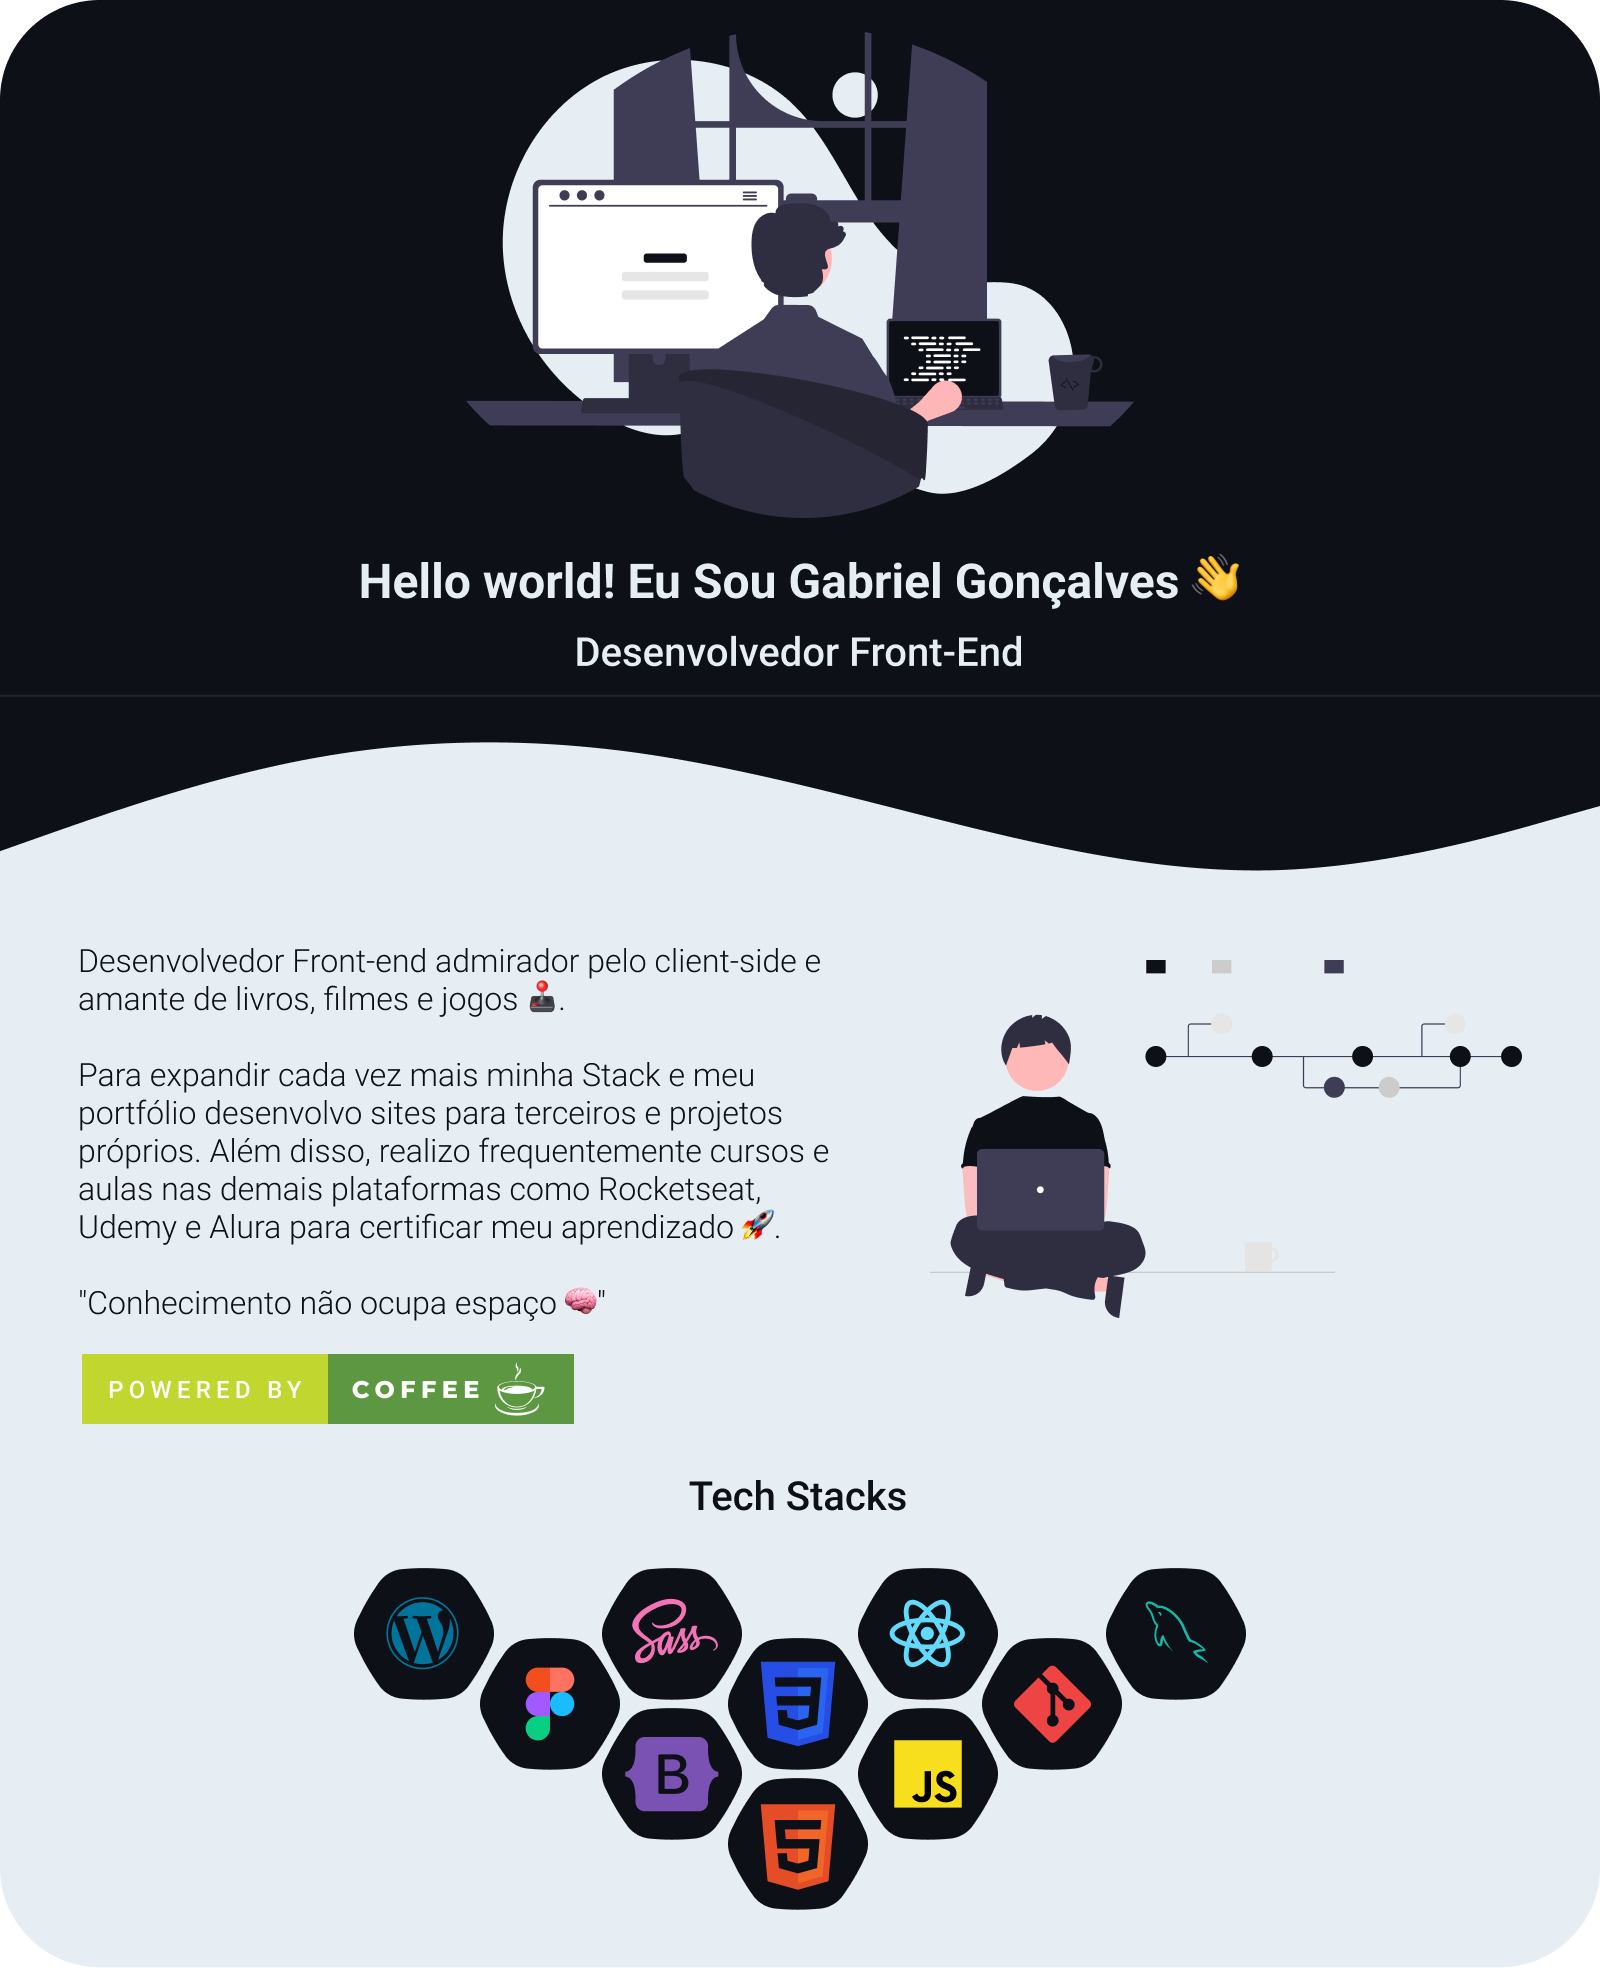 Hello world! Eu Sou Gabriel Gonçalves 👋
Desenvolvedor Front-End
Desenvolvedor Front-end admirador pelo client-side e
amante de livros, filmes e jogos 🕹️.
Para expandir cada vez mais minha Stack e meu
portfólio desenvolvo sites para terceiros e projetos
próprios. Além disso, realizo frequentemente cursos e
aulas nas demais plataformas como Rocketseat,
Udemy e Alura para certificar meu aprendizado 🚀.
"Conhecimento não ocupa espaço 🧠"
POWERED BY COFFEE
Tech Stacks
W
Sass
B
JS